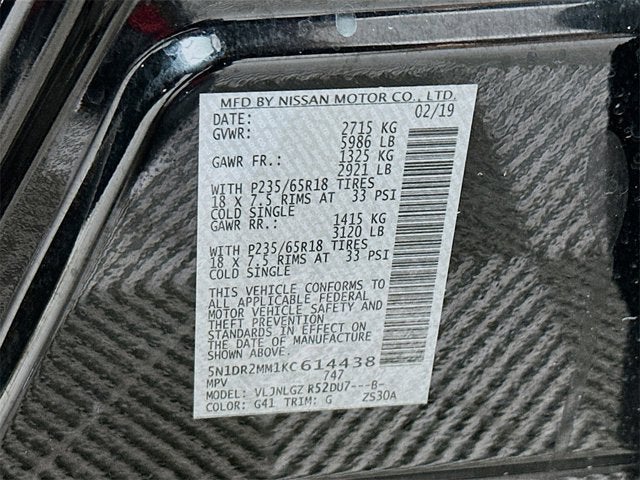 MFD BY NISSAN MOTOR CO., LTD.
DATE: 02/19
GVWR: 2715 KG
5986 LB
GAWR FR.: 1325 KG
2921 LB
WITH P235/65R18 TIRES
18 X 7.5 RIMS AT 33 PSI
COLD SINGLE
GAWR RR.: 1415 KG
3120 LB
WITH P235/65R18 TIRES
18 X 7.5 RIMS AT 33 PSI
COLD SINGLE
THIS VEHICLE CONFORMS TO
ALL APPLICABLE FEDERAL
MOTOR VEHICLE SAFETY AND
THEFT PREVENTION
STANDARDS IN EFFECT ON
THE DATE OF MANUFACTURE
SHOWN ABOVE.
5N1DR2MM1KC614438
MPV 747
MODEL: VLJNLGZ R52DU7---B-
COLOR: G41 TRIM: G ZS30A